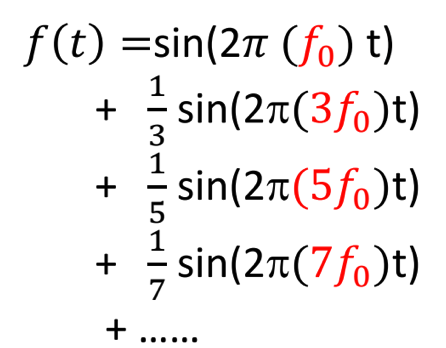 f(t) =sin(2π (f₀) t)
+ 1/3 sin(2π(3f₀)t)
+ 1/5 sin(2π(5f₀)t)
+ 1/7 sin(2π(7f₀)t)
+ ......